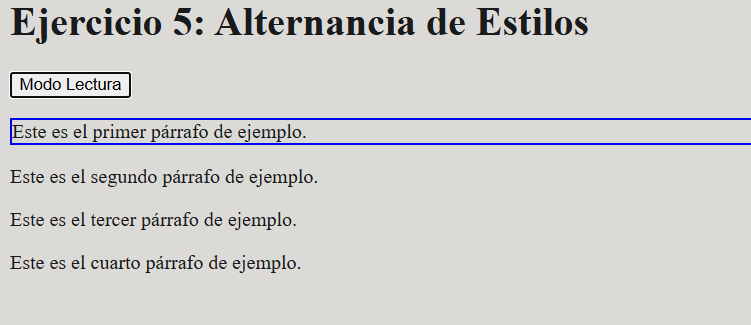 Ejercicio 5: Alternancia de Estilos
Modo Lectura
Este es el primer párrafo de ejemplo.
Este es el segundo párrafo de ejemplo.
Este es el tercer párrafo de ejemplo.
Este es el cuarto párrafo de ejemplo.